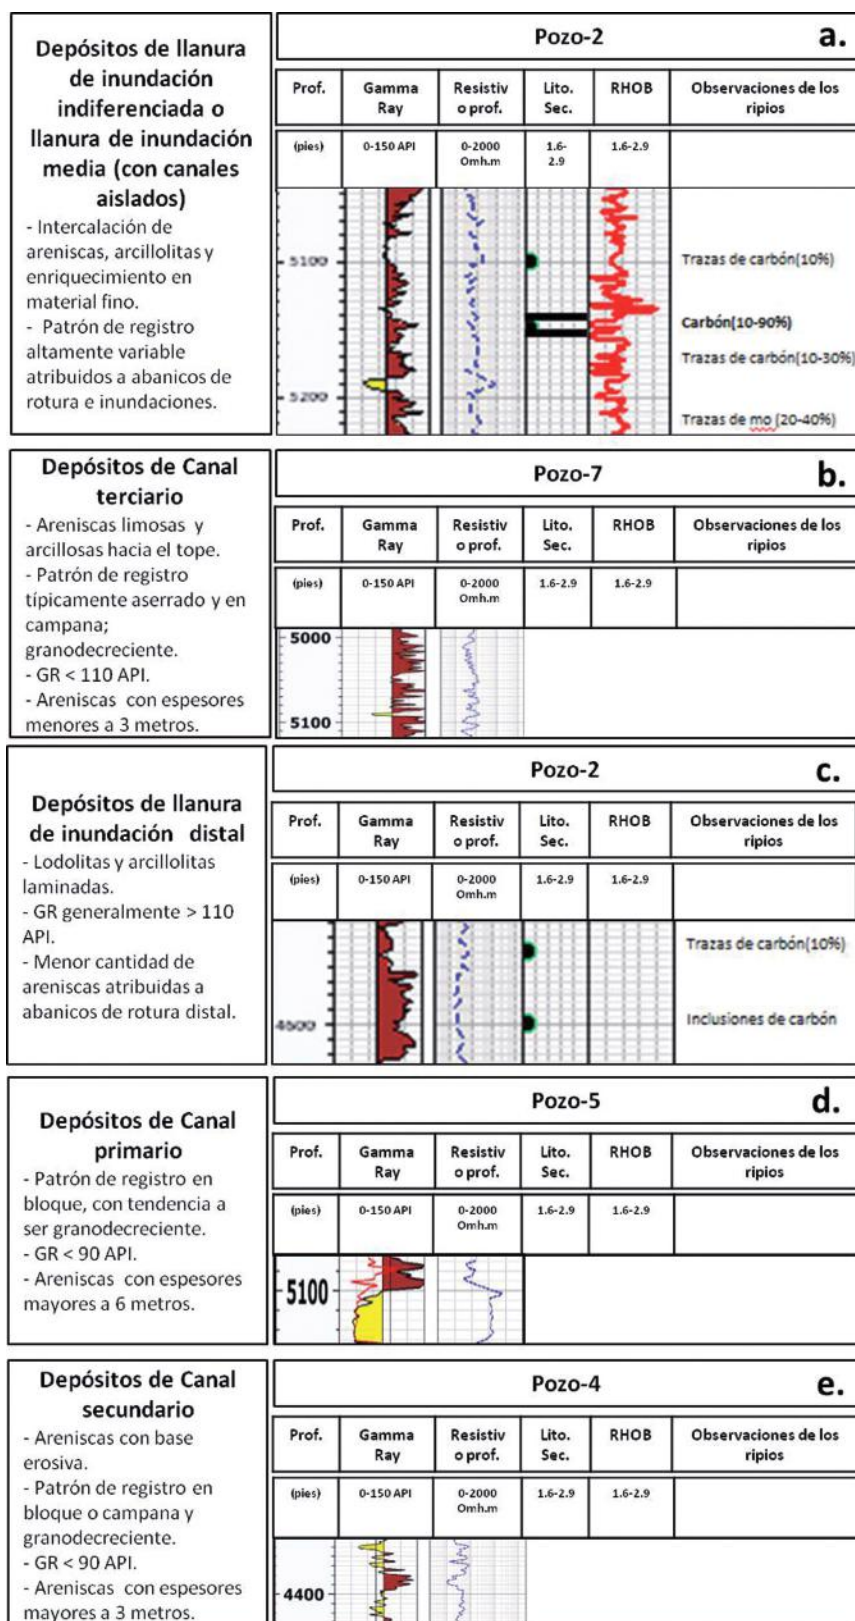 Depósitos de llanura
de inundación
indiferenciada o
llanura de inundación
media (con canales
aislados)
- Intercalación de
areniscas, arcillolitas y
enriquecimiento en
material fino.
- Patrón de registro
altamente variable
atribuidos a abanicos de
rotura e inundaciones.
Pozo-2
a.
Prof.
Gamma
Ray
Resistiv
o prof.
Lito.
Sec.
RHOB
Observaciones de los
ripios
(pies)
0-150 API
0-2000
Omh.m
1.6-
2.9
1.6-2.9
5100
5200
Trazas de carbón(10%)
Carbón(10-90%)
Trazas de carbón(10-30%)
Trazas de mo (20-40%)
Depósitos de Canal
terciario
- Areniscas limosas y
arcillosas hacia el tope.
- Patrón de registro
típicamente aserrado y en
campana;
granodecreciente.
- GR < 110 API.
- Areniscas con espesores
menores a 3 metros.
Pozo-7
b.
Prof.
Gamma
Ray
Resistiv
o prof.
Lito.
Sec.
RHOB
Observaciones de los
ripios
(pies)
0-150 API
0-2000
Omh.m
1.6-2.9
1.6-2.9
5000
5100
Depósitos de llanura
de inundación distal
- Lodolitas y arcillolitas
laminadas.
- GR generalmente > 110
API.
- Menor cantidad de
areniscas atribuidas a
abanicos de rotura distal.
Pozo-2
c.
Prof.
Gamma
Ray
Resistiv
o prof.
Lito.
Sec.
RHOB
Observaciones de los
ripios
(pies)
0-150 API
0-2000
Omh.m
1.6-2.9
1.6-2.9
4500
Trazas de carbón(10%)
Inclusiones de carbón
Depósitos de Canal
primario
- Patrón de registro en
bloque, con tendencia a
ser granodecreciente.
- GR < 90 API.
- Areniscas con espesores
mayores a 6 metros.
Pozo-5
d.
Prof.
Gamma
Ray
Resistiv
o prof.
Lito.
Sec.
RHOB
Observaciones de los
ripios
(pies)
0-150 API
0-2000
Omh.m
1.6-2.9
1.6-2.9
5100
Depósitos de Canal
secundario
- Areniscas con base
erosiva.
- Patrón de registro en
bloque o campana y
granodecreciente.
- GR < 90 API.
- Areniscas con espesores
mayores a 3 metros.
Pozo-4
e.
Prof.
Gamma
Ray
Resistiv
o prof.
Lito.
Sec.
RHOB
Observaciones de los
ripios
(pies)
0-150 API
0-2000
Omh.m
1.6-2.9
1.6-2.9
4400